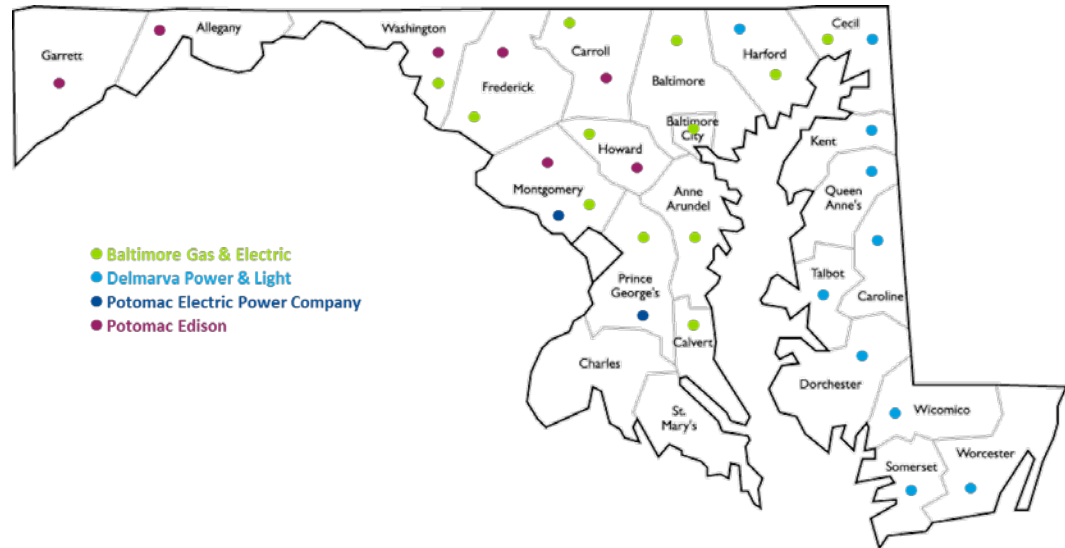 Garrett
Allegany
Washington
Frederick
Carroll
Baltimore
Harford
Cecil
Baltimore
City
Howard
Kent
Montgomery
Anne
Arundel
Queen
Anne's
Baltimore Gas & Electric
Delmarva Power & Light
Potomac Electric Power Company
Potomac Edison
Prince
George's
Talbot
Caroline
Calvert
Charles
Dorchester
St.
Mary's
Wicomico
Somerset
Worcester